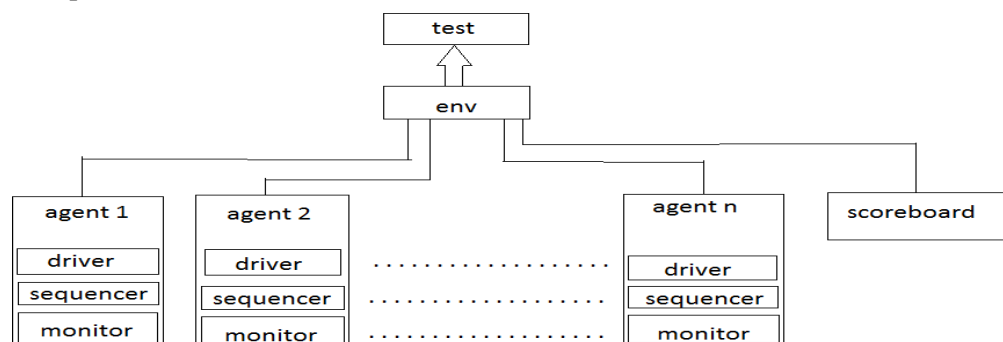 test
env
agent 1
agent 2
agent n
scoreboard
driver
driver
driver
sequencer
sequencer
sequencer
monitor
monitor
monitor